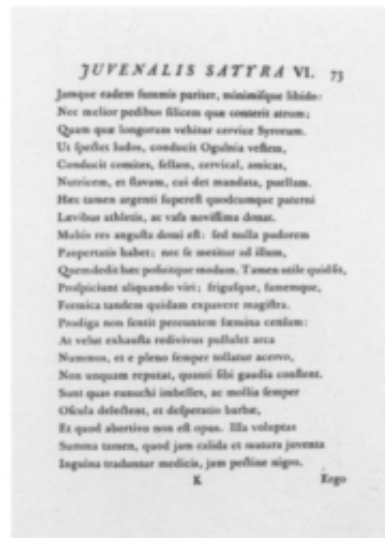 JUVENALIS SATYRA VI. 73
Jamque eadem ſummis pariter, minimiſque libido:
Nec melior pedibus ſilicem quæ conterit atrum;
Quam quæ longorum vehitur cervice Syrorum.
Ut ſpectet ludos, conducit Ogulnia veſtem,
Conducit comites, ſellam, cervical, amicas,
Nutricem, et flavam, cui det mandata, puellam.
Hæc tamen argenti ſupereſt quodcumque paterni
Lævibus athletis, ac vaſa noviſſima donat.
Multis res anguſta domi eſt: ſed nulla pudorem
Paupertatis habet; nec ſe metitur ad illum,
Quem dedit hæc poſuitque modum. Tamen utile quid ſit,
Proſpiciunt aliquando viri; frigusque, famemque,
Formica tandem quidam expavere magiſtra.
Prodiga non ſentit pereuntem fœmina cenſum:
At velut exhauſta redivivus pullulet arca
Nummus, et e pleno ſemper tollatur acervo,
Non unquam reputat, quanti ſibi gaudia conſtent.
Sunt quas eunuchi imbelles, ac mollia ſemper
Oſcula delectent, et deſperatio barbæ,
Et quod abortivo non eſt opus. Illa voluptas
Summa tamen, quod jam calida et matura juventa
Inguina traduntur medicis, jam pectine nigro.
K Ergo